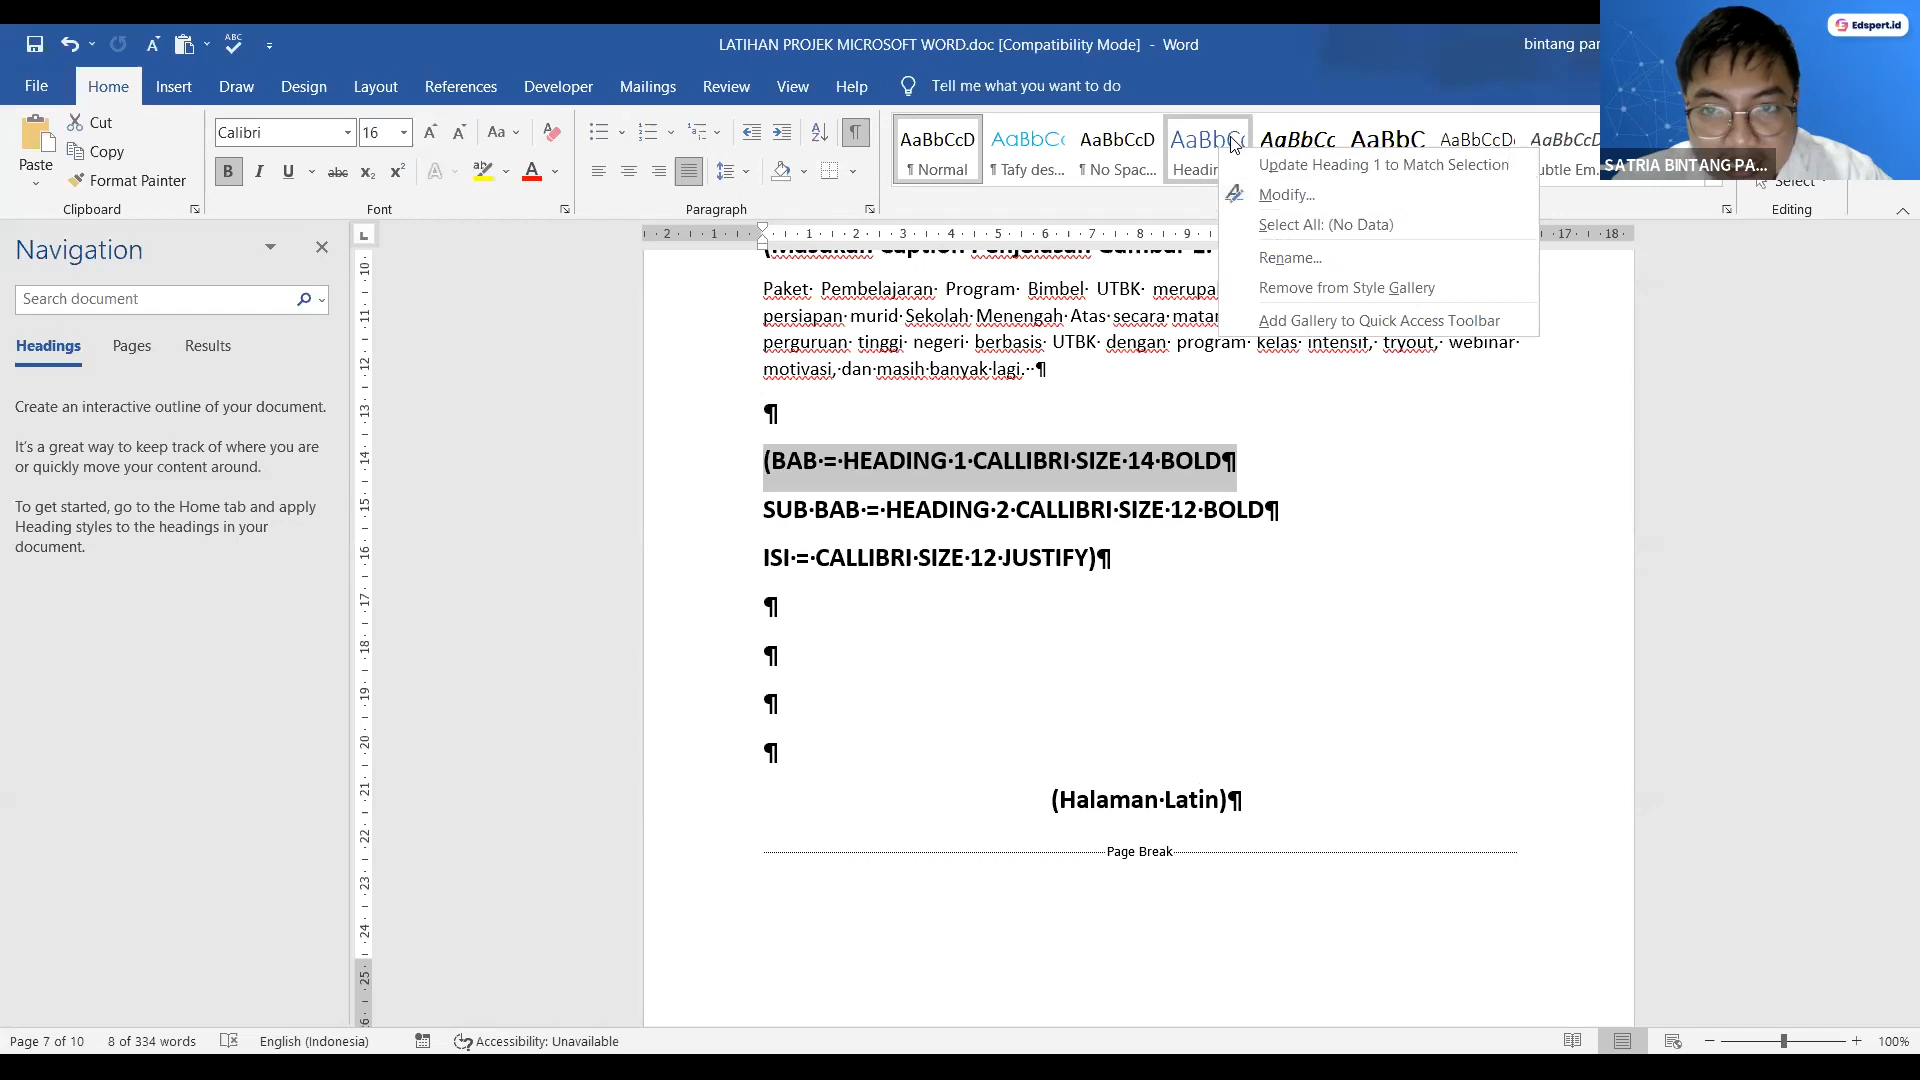 LATIHAN PROJEK MICROSOFT WORD.doc [Compatibility Mode] - Word
bintang pan
Edspert.id
File Home Insert Draw Design Layout References Developer Mailings Review View Help Tell me what you want to do
Paste
Cut
Copy
Format Painter
Clipboard
Calibri
16
Font
Paragraph
AaBbCcD
¶ Normal
¶ Tafy des...
AaBbCcD
¶ No Spac...
AaBbCc
AaBbC
SATRIA BINTANG PA...
Select
Editing
Update Heading 1 to Match Selection
Modify...
Select All: (No Data)
Rename...
Remove from Style Gallery
Add Gallery to Quick Access Toolbar
Navigation
Search document
Headings Pages Results
Create an interactive outline of your document.
It's a great way to keep track of where you are
or quickly move your content around.
To get started, go to the Home tab and apply
Heading styles to the headings in your
document.
Paket· Pembelajaran· Program· Bimbel· UTBK·
persiapan·murid·Sekolah·Menengah·Atas·secara·
perguruan· tinggi· negeri· berbasis· UTBK· dengan· program· kelas· intensif,· tryout,· webinar·
motivasi,·dan·masih·banyak·lagi.··¶
¶
(BAB·=·HEADING·1·CALLIBRI·SIZE·14·BOLD¶
SUB·BAB·=·HEADING·2·CALLIBRI·SIZE·12·BOLD¶
ISI·=·CALLIBRI·SIZE·12·JUSTIFY)¶
¶
¶
¶
¶
(Halaman·Latin)¶
Page Break
Page 7 of 10 8 of 334 words English (Indonesia) Accessibility: Unavailable 100%